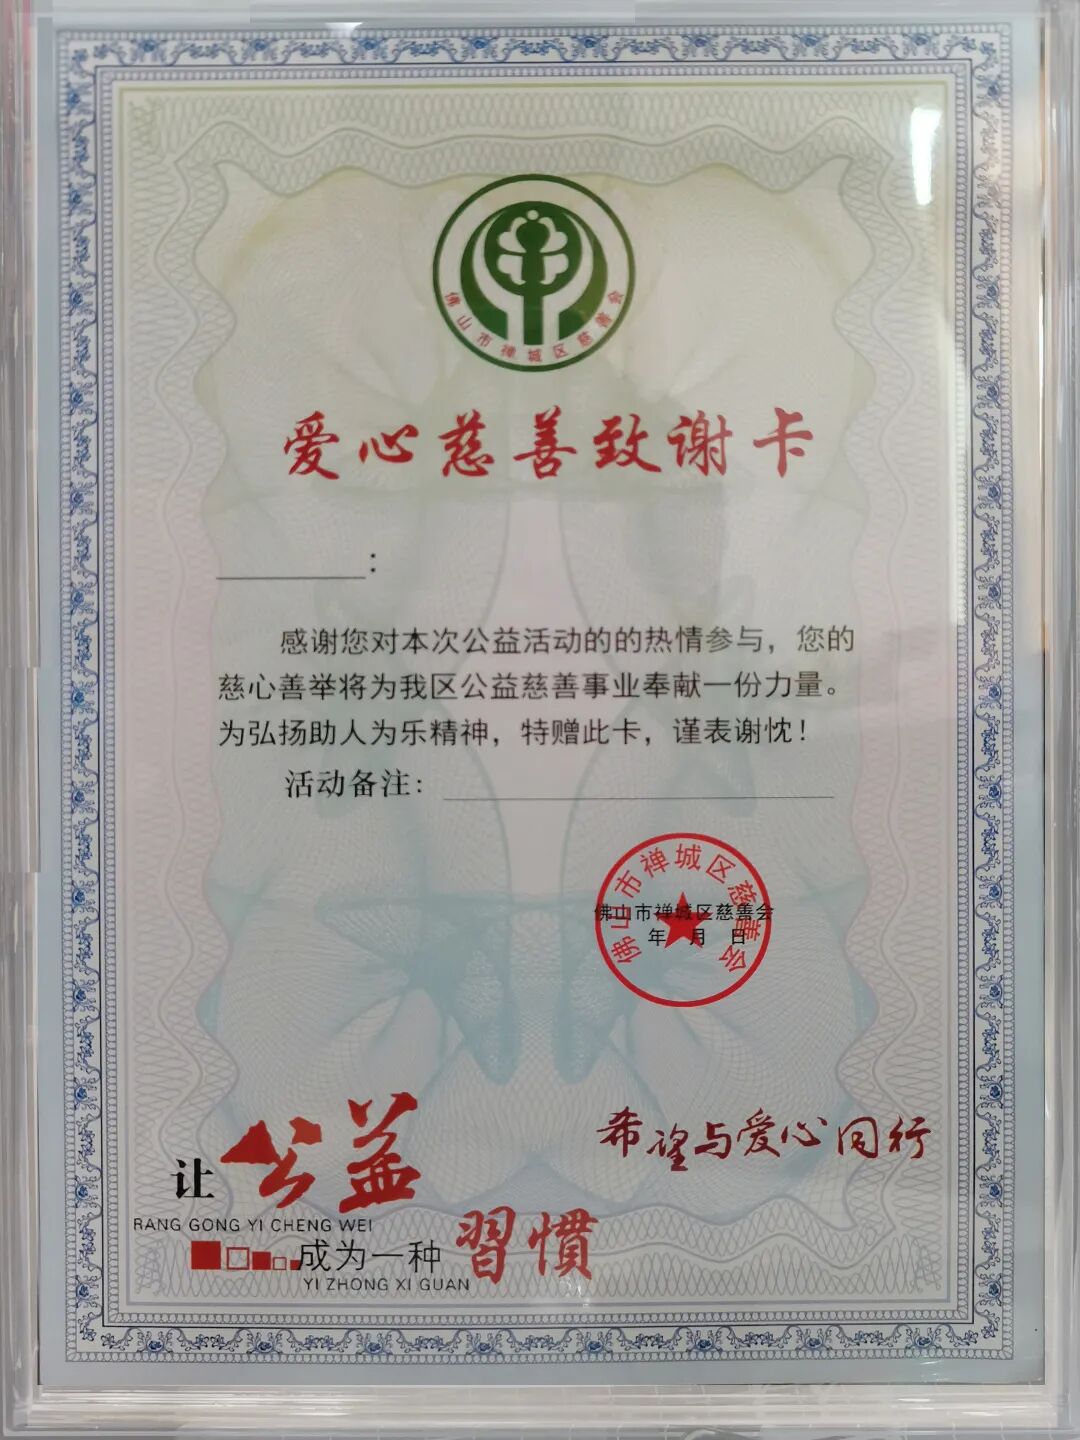 佛山市禅城区慈善会
爱心慈善致谢卡
：
感谢您对本次公益活动的的热情参与，您的
慈心善举将为我区公益慈善事业奉献一份力量。
为弘扬助人为乐精神，特赠此卡，谨表谢忱！
活动备注：
佛山市禅城区慈善会
佛山市禅城区慈善会
年 月 日
希望与爱心同行
让公益
RANG GONG YI CHENG WEI
成为一种習慣
YI ZHONG XI GUAN